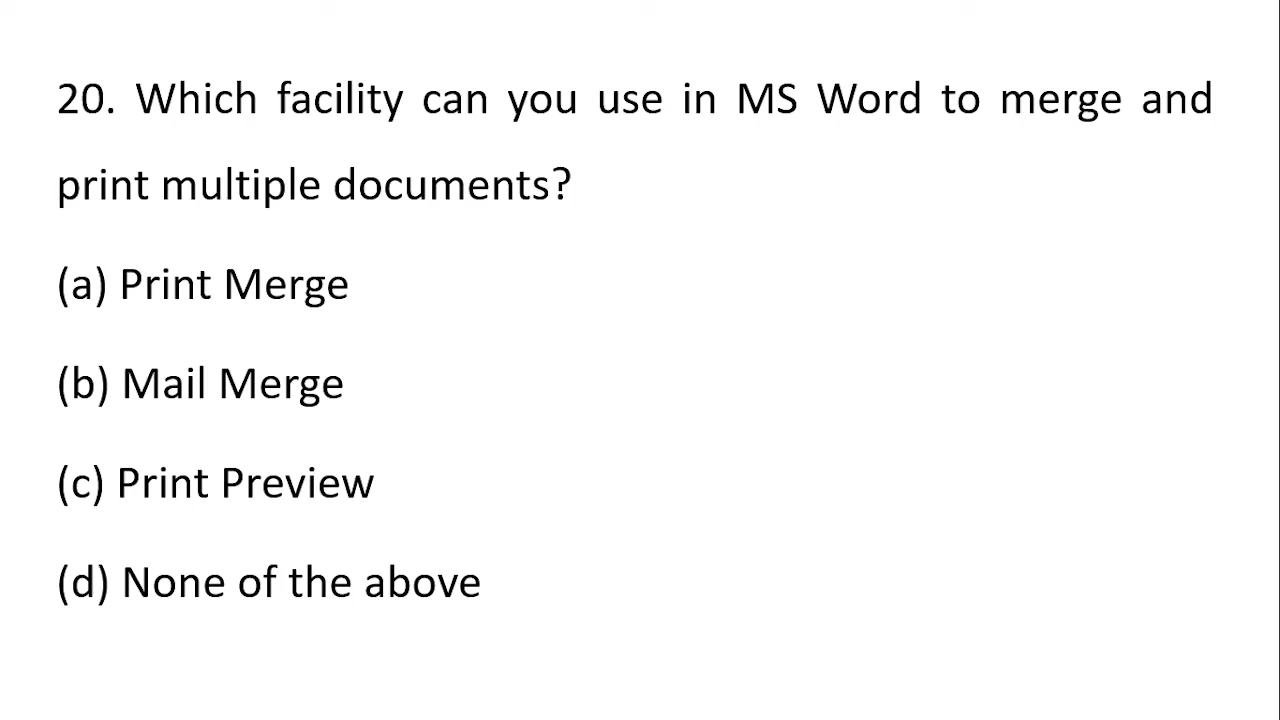 20. Which facility can you use in MS Word to merge and
print multiple documents?
(a) Print Merge
(b) Mail Merge
(c) Print Preview
(d) None of the above